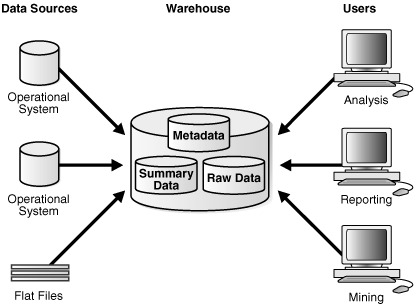 Data Sources
Warehouse
Users
Operational
System
Operational
System
Flat Files
Metadata
Summary
Data
Raw Data
Analysis
Reporting
Mining